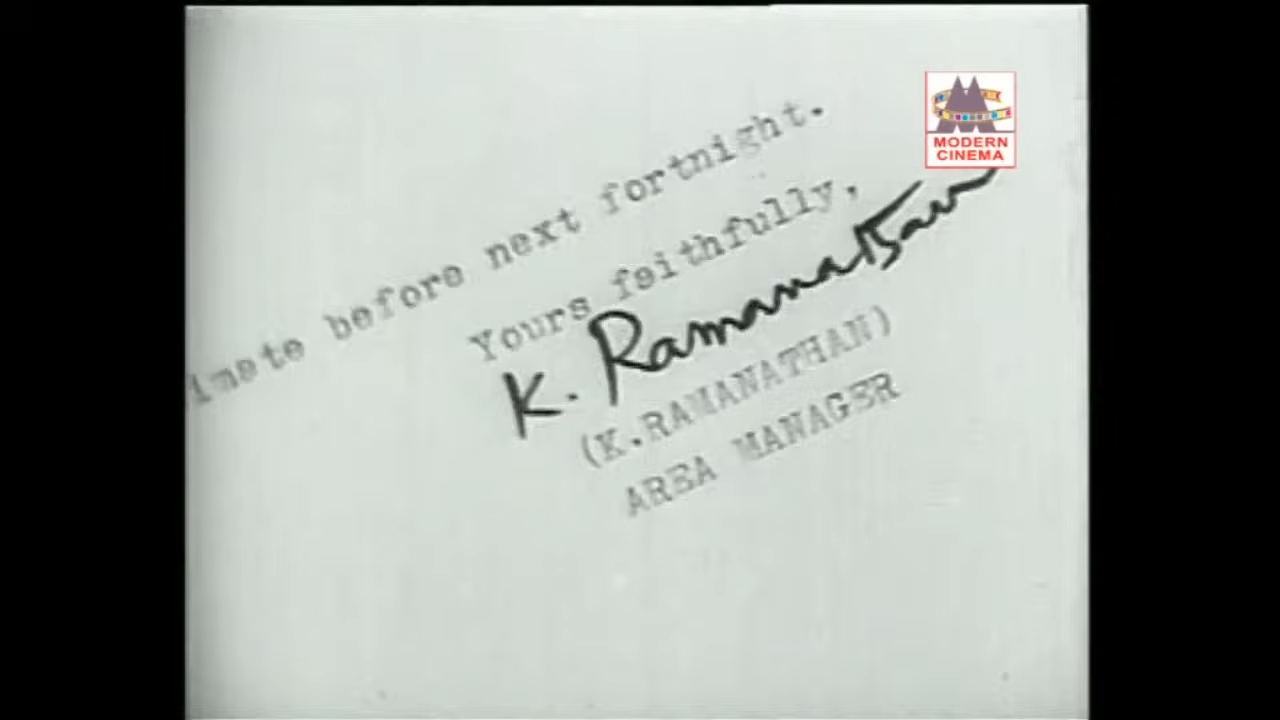 imate before next fortnight.
Yours faithfully,
K. Ramanathan
(K.RAMANATHAN)
AREA MANAGER
MODERN
CINEMA